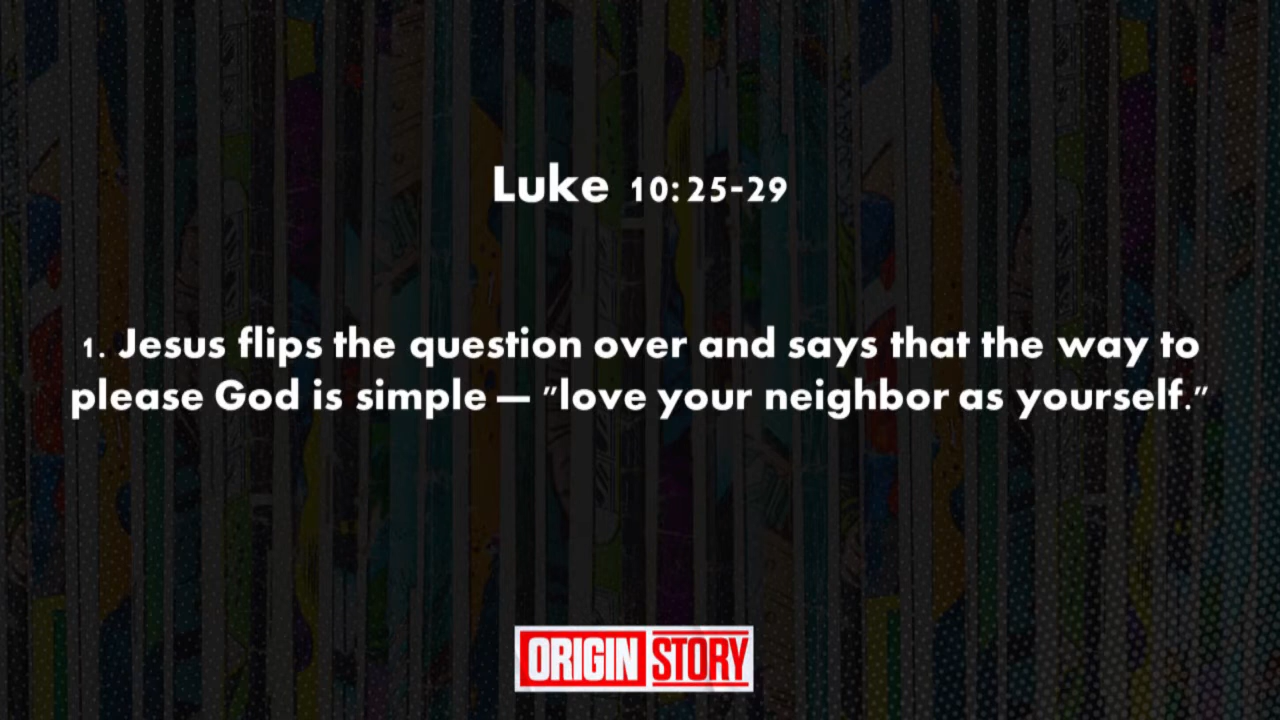 Luke 10:25-29
1. Jesus flips the question over and says that the way to
please God is simple — "love your neighbor as yourself."
ORIGIN STORY